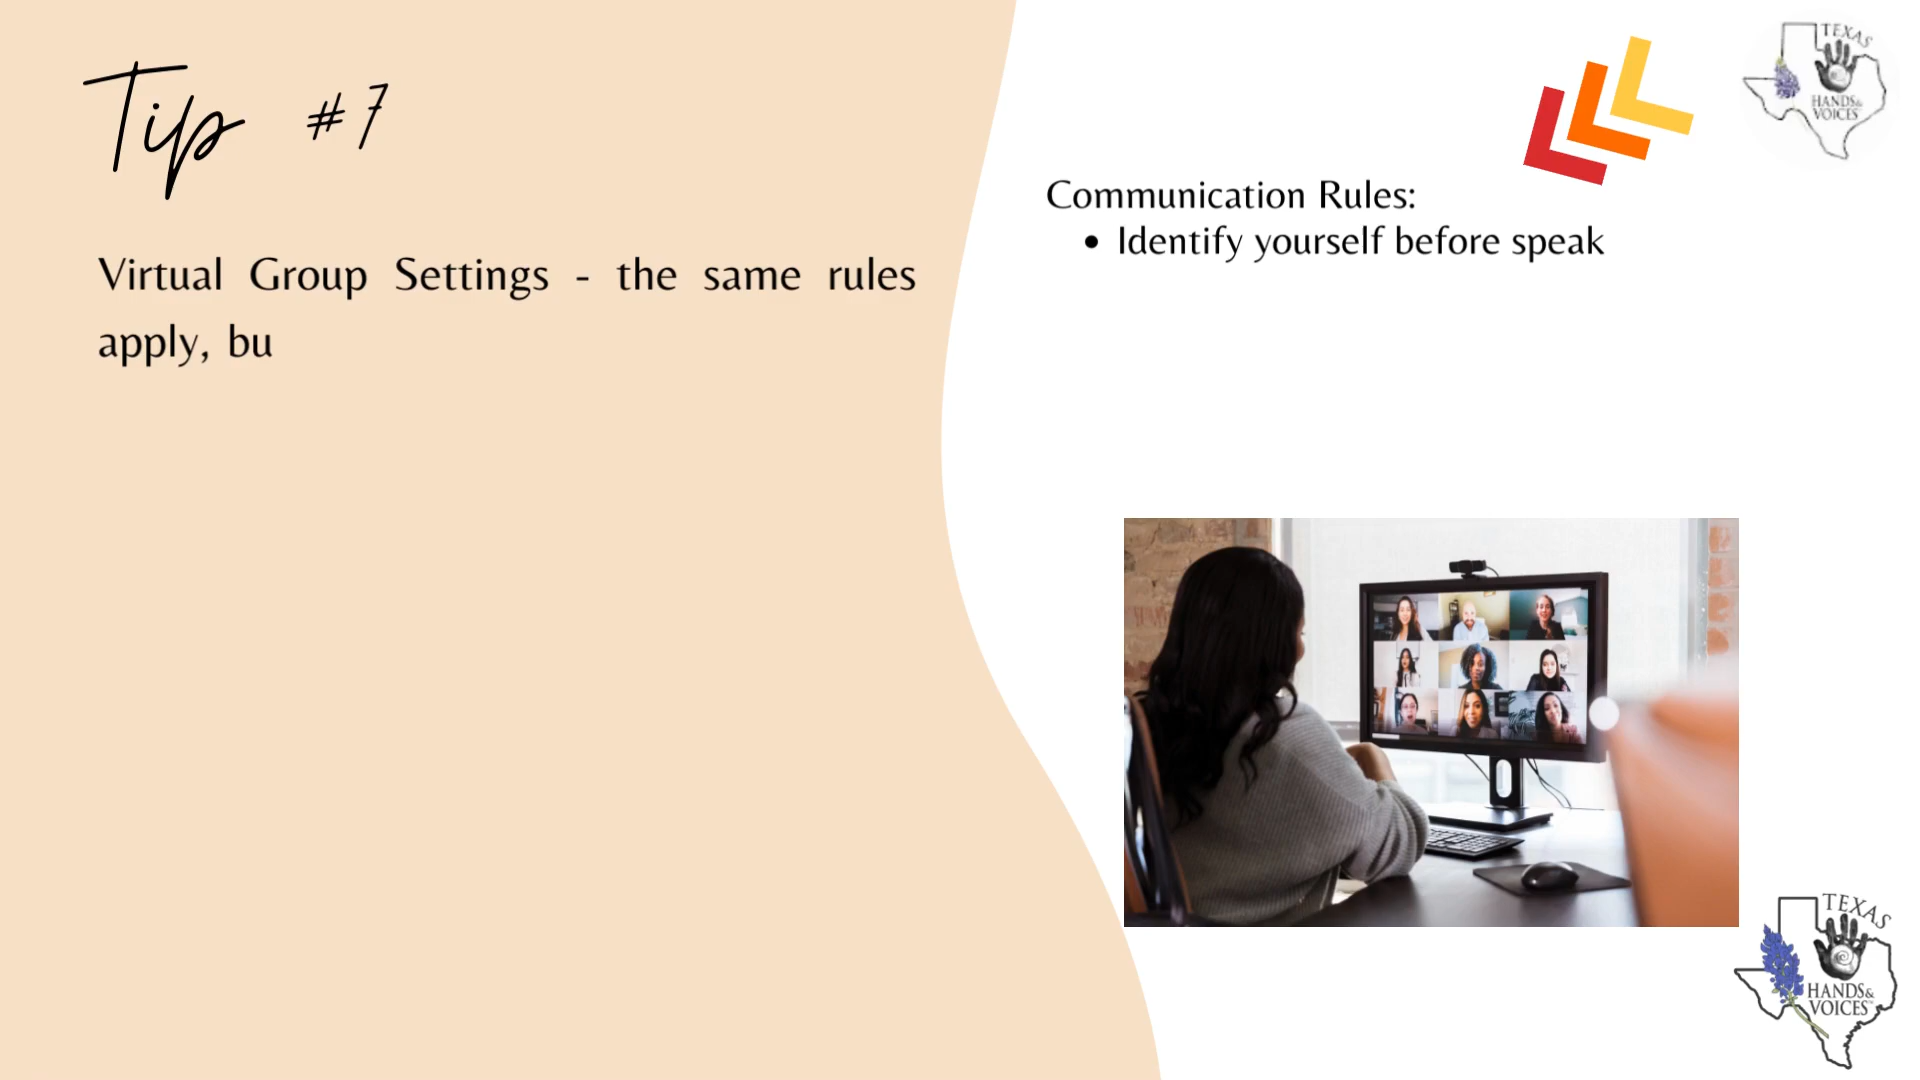 Tip #7
Virtual Group Settings - the same rules
apply, bu
Communication Rules:
Identify yourself before speak
TEXAS
HANDS&
VOICES
TEXAS
HANDS&
VOICES